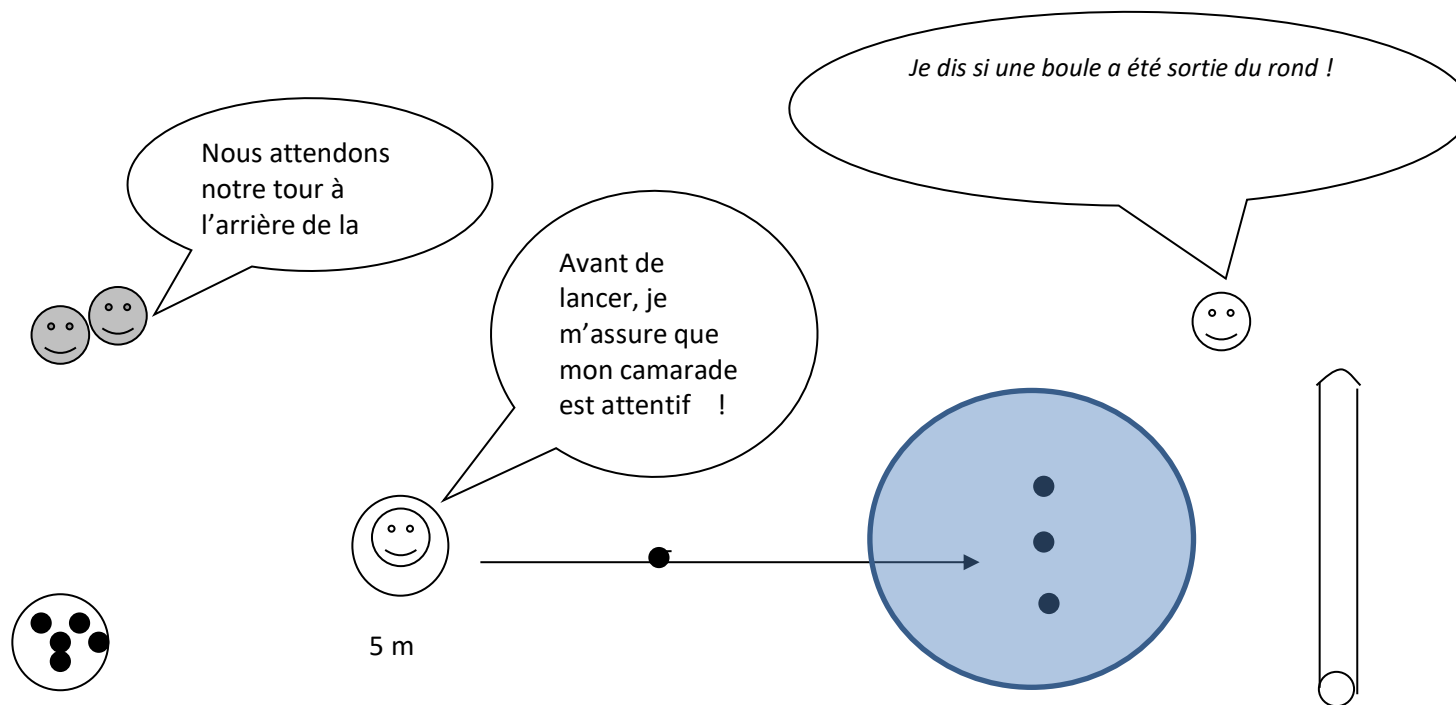 Je dis si une boule a été sortie du rond !
Nous attendons
notre tour à
l’arrière de la
Avant de
lancer, je
m’assure que
mon camarade
est attentif !
5 m